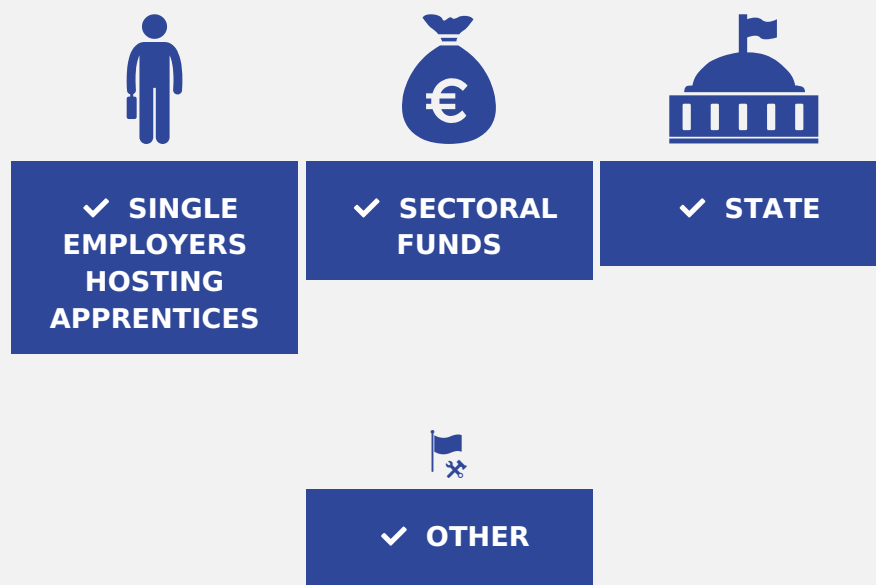 ✓ SINGLE
EMPLOYERS
HOSTING
APPRENTICES
✓ SECTORAL
FUNDS
✓ STATE
€
✓ OTHER